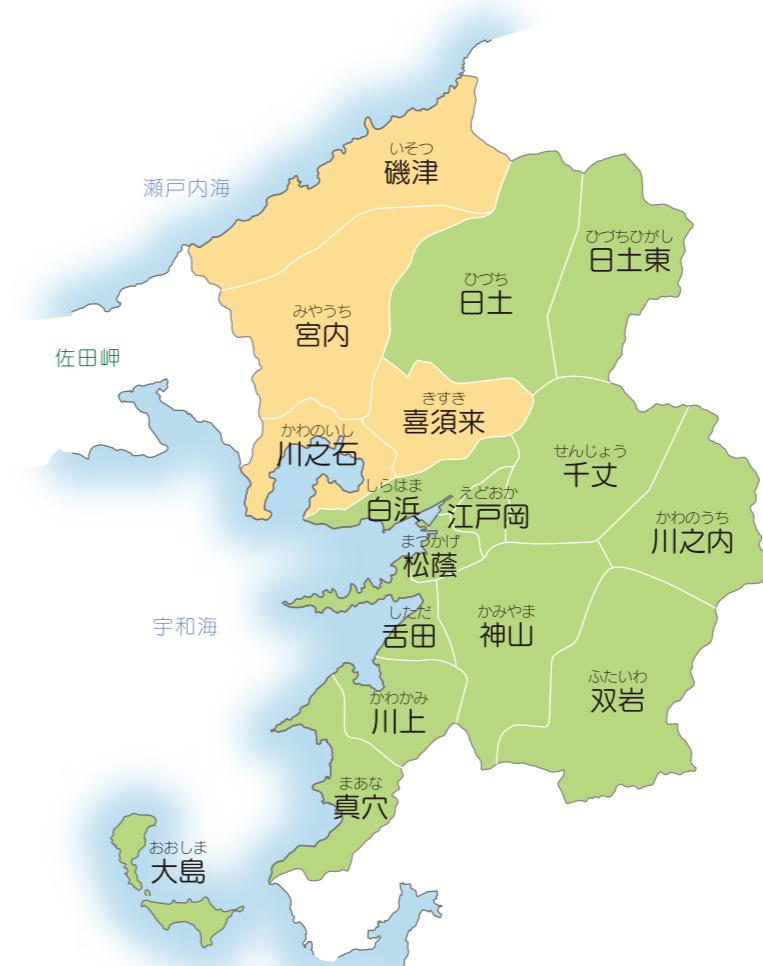 いそつ
磯津
瀬戸内海
ひづちひがし
日土東
ひづち
日土
みやうち
宮内
佐田岬
きすき
喜須来
かわのいし
川之石
せんじょう
千丈
しらはま
白浜
えどおか
江戸岡
かわのうち
川之内
まつかげ
松蔭
かみやま
神山
宇和海
しただ
舌田
ふたいわ
双岩
かわかみ
川上
まあな
真穴
おおしま
大島